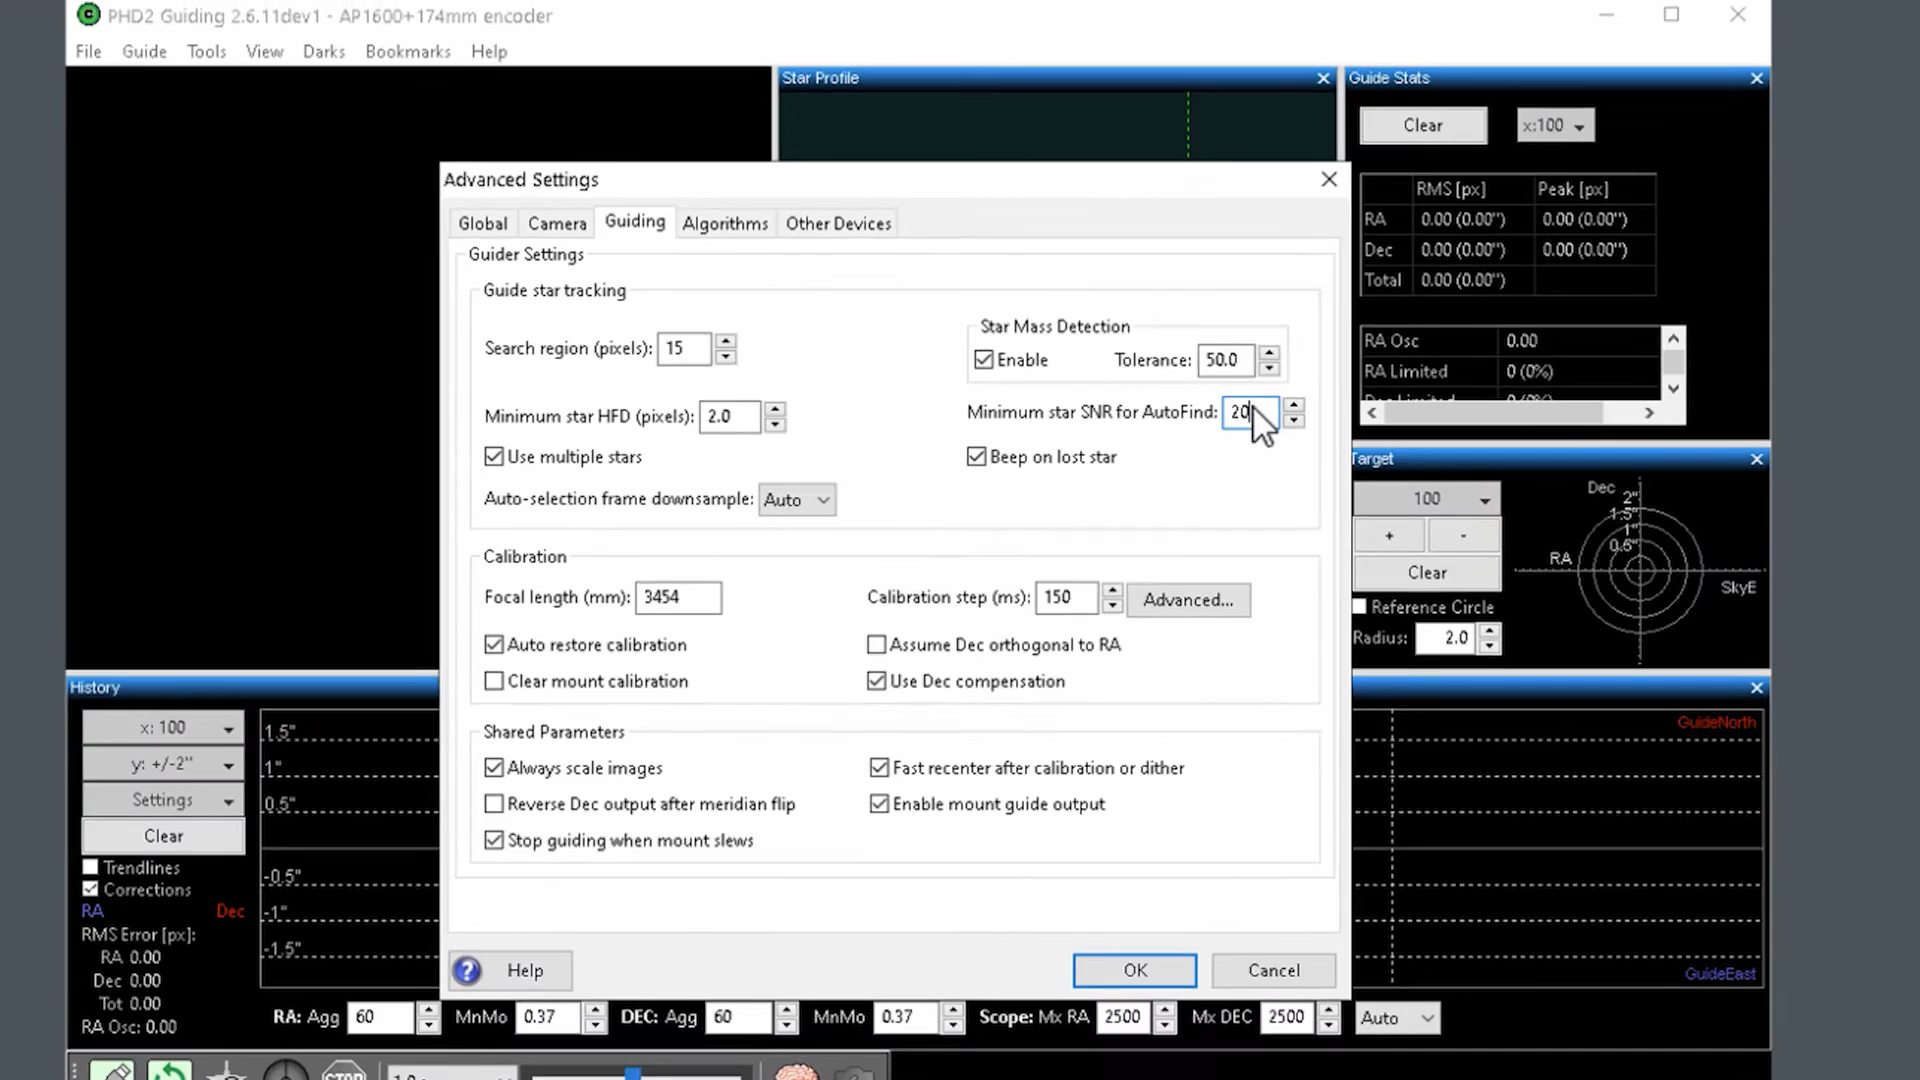 PHD2 Guiding 2.6.11dev1 - AP1600+174mm encoder
File Guide Tools View Darks Bookmarks Help
Star Profile
Guide Stats
Clear x:100
RMS [px] Peak [px]
RA 0.00 (0.00") 0.00 (0.00")
Dec 0.00 (0.00") 0.00 (0.00")
Total 0.00 (0.00")
RA Osc 0.00
RA Limited 0 (0%)
Advanced Settings
Global Camera Guiding Algorithms Other Devices
Guider Settings
Guide star tracking
Search region (pixels): 15
Star Mass Detection
Enable Tolerance: 50.0
Minimum star HFD (pixels): 2.0
Minimum star SNR for AutoFind: 20
Use multiple stars
Beep on lost star
Auto-selection frame downsample: Auto
Calibration
Focal length (mm): 3454
Calibration step (ms): 150 Advanced...
Auto restore calibration
Assume Dec orthogonal to RA
Clear mount calibration
Use Dec compensation
Shared Parameters
Always scale images
Fast recenter after calibration or dither
Reverse Dec output after meridian flip
Enable mount guide output
Stop guiding when mount slews
Help OK Cancel
Target
100
+ -
Clear
Reference Circle
Radius: 2.0
Dec
2"
1.5"
1"
0.5"
RA
SkyE
History
x: 100
y: +/-2"
Settings
Clear
Trendlines
Corrections
RA Dec
RMS Error [px]:
RA 0.00
Dec 0.00
Tot 0.00
RA Osc: 0.00
1.5"
1"
0.5"
-0.5"
-1"
-1.5"
GuideNorth
GuideEast
RA: Agg 60 MnMo 0.37 DEC: Agg 60 MnMo 0.37 Scope: Mx RA 2500 Mx DEC 2500 Auto